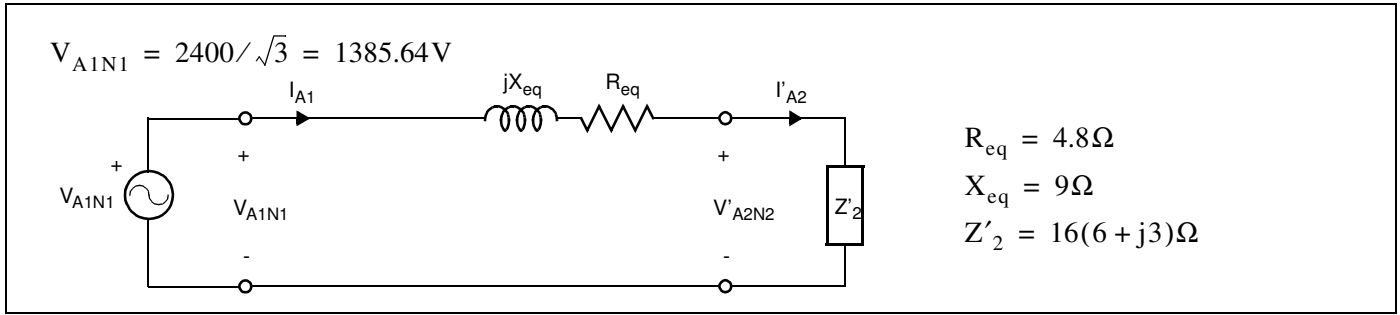 V_A1N1 = 2400/√3 = 1385.64V
I_A1
jX_eq
R_eq
I'_A2
+
V_A1N1
+
V_A1N1
-
+
V'_A2N2
-
Z'_2
R_eq = 4.8Ω
X_eq = 9Ω
Z′_2 = 16(6 + j3)Ω